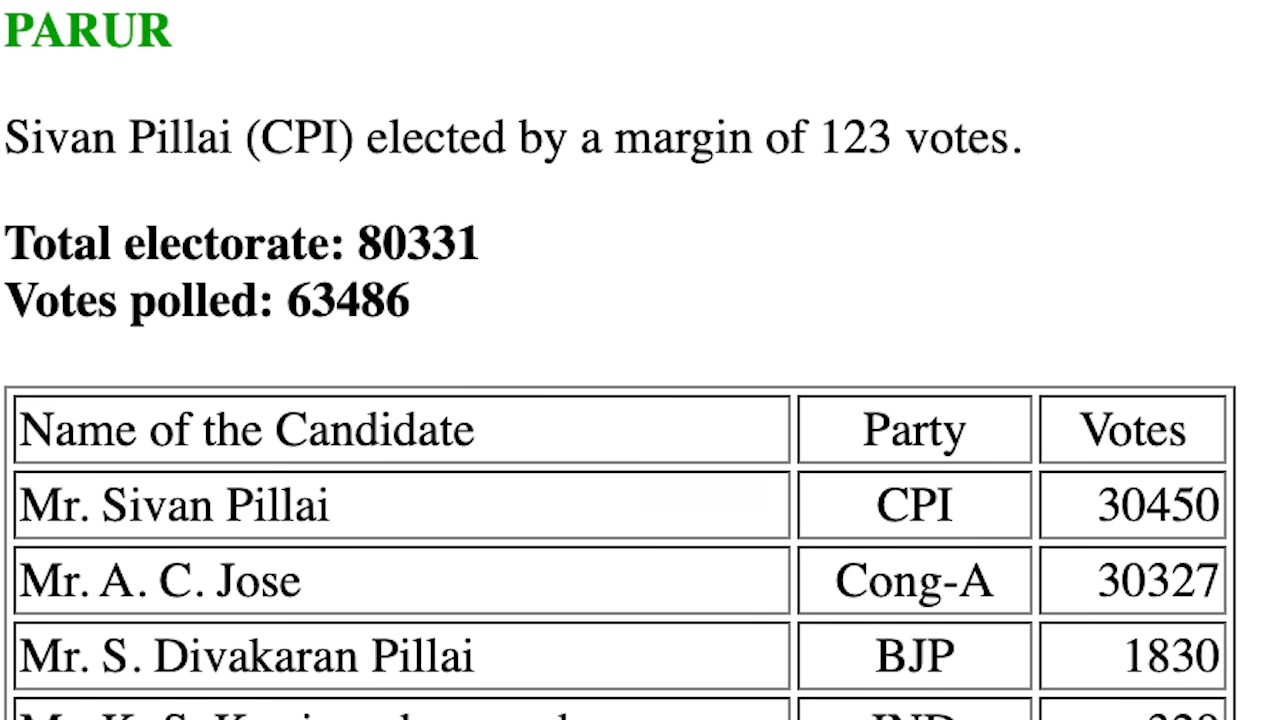 PARUR
Sivan Pillai (CPI) elected by a margin of 123 votes.
Total electorate: 80331
Votes polled: 63486
Name of the Candidate Party Votes
Mr. Sivan Pillai CPI 30450
Mr. A. C. Jose Cong-A 30327
Mr. S. Divakaran Pillai BJP 1830